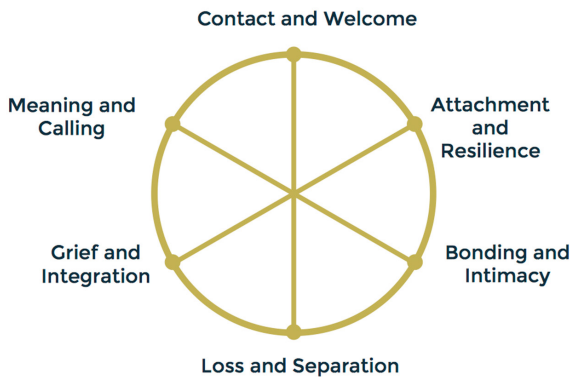 Contact and Welcome
Attachment
and
Resilience
Bonding and
Intimacy
Loss and Separation
Grief and
Integration
Meaning and
Calling